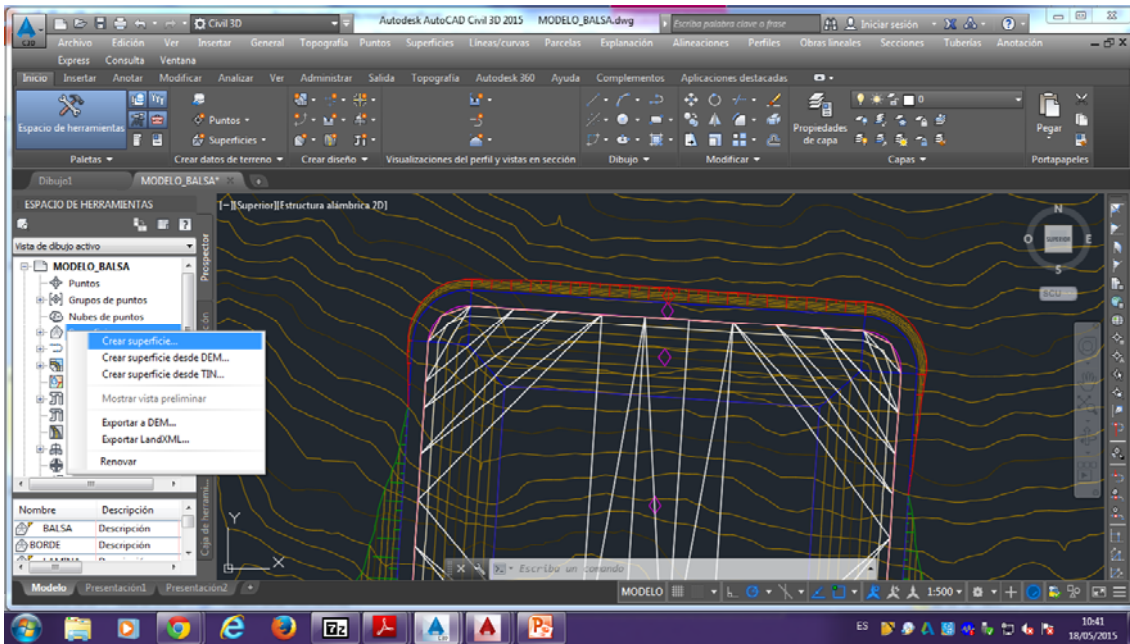 Civil 3D
Autodesk AutoCAD Civil 3D 2015 MODELO_BALSA.dwg
Escriba palabra clave o frase
Iniciar sesión
C3D
Archivo Edición Ver Insertar General Topografía Puntos Superficies Líneas/curvas Parcelas Explanación Alineaciones Perfiles Obras lineales Secciones Tuberías Anotación
Express Consulta Ventana
Inicio Insertar Anotar Modificar Analizar Ver Administrar Salida Topografía Autodesk 360 Ayuda Complementos Aplicaciones destacadas
Espacio de herramientas
Puntos
Superficies
Propiedades de capa
0
Pegar
Paletas
Crear datos de terreno
Crear diseño
Visualizaciones del perfil y vistas en sección
Dibujo
Modificar
Capas
Portapapeles
Dibujo1
MODELO_BALSA*
ESPACIO DE HERRAMIENTAS
[-][Superior][Estructura alámbrica 2D]
Vista de dibujo activo
Prospector
MODELO_BALSA
Puntos
Grupos de puntos
Nubes de puntos
Crear superficie...
Crear superficie desde DEM...
Crear superficie desde TIN...
Mostrar vista preliminar
Exportar a DEM...
Exportar LandXML...
Renovar
N
O
SUPERIOR
E
S
SCU
Nombre Descripción
BALSA Descripción
BORDE Descripción
Caja de herrami...
Y
X
Escriba un comando
Modelo Presentación1 Presentación2
MODELO
1:500
ES
10:41
18/05/2015